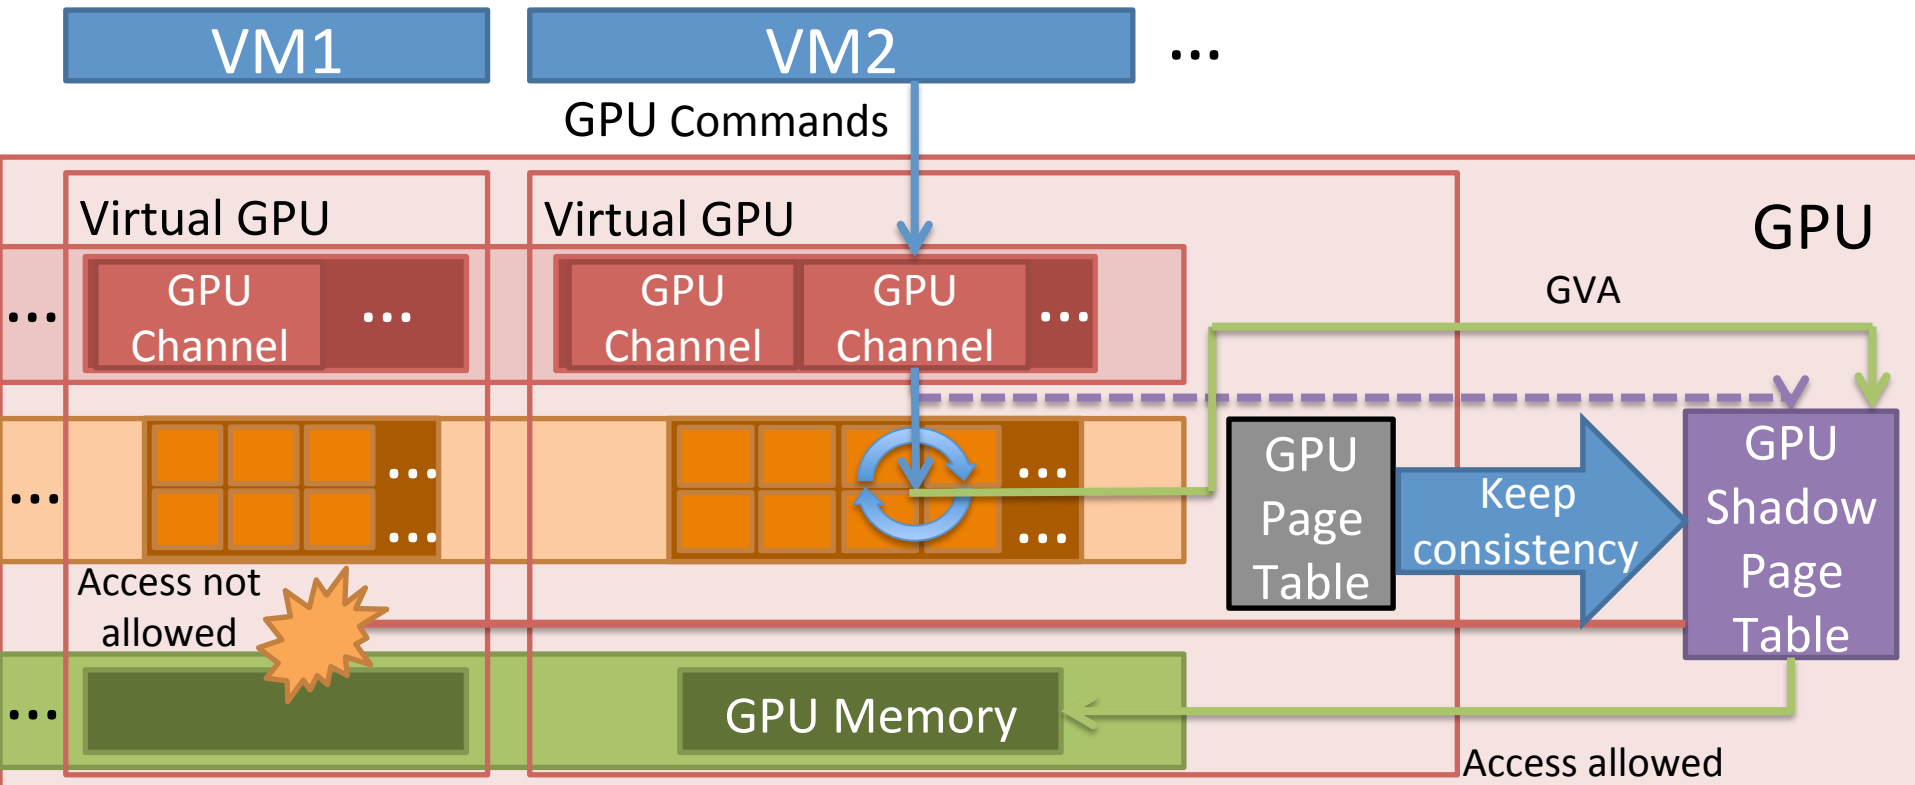 VM1
VM2
...
GPU Commands
Virtual GPU
Virtual GPU
GPU
...
GPU
Channel
...
GPU
Channel
GPU
Channel
...
GVA
...
...
...
...
...
GPU
Page
Table
Keep
consistency
GPU
Shadow
Page
Table
Access not
allowed
...
GPU Memory
Access allowed